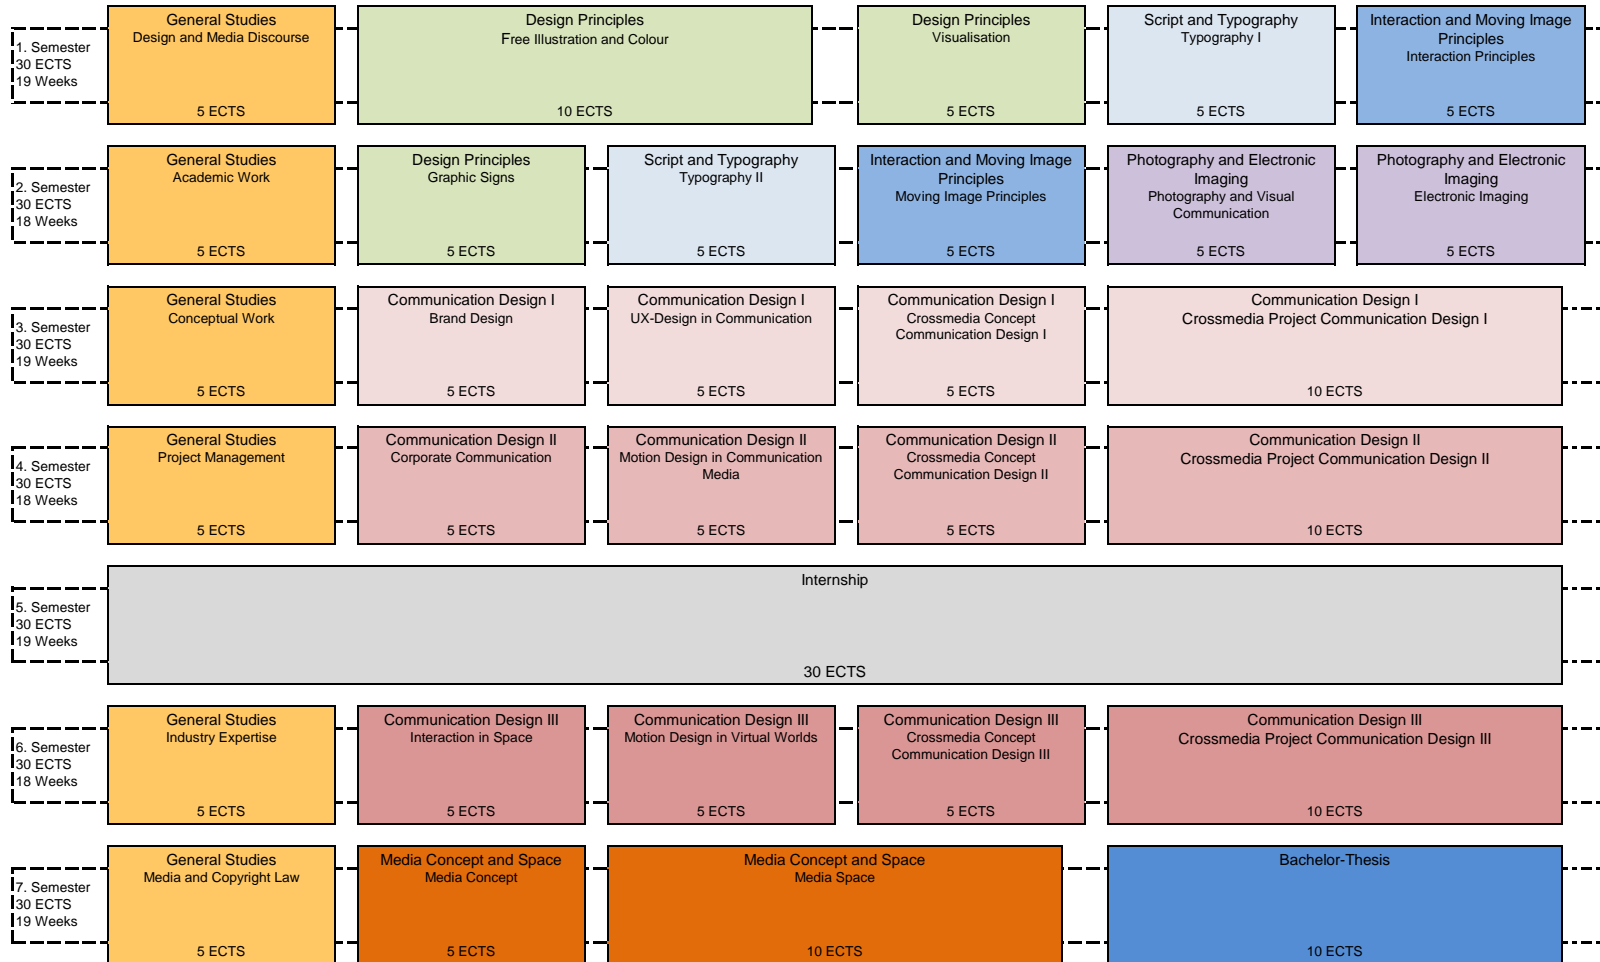 1. Semester
30 ECTS
19 Weeks
General Studies
Design and Media Discourse
5 ECTS
Design Principles
Free Illustration and Colour
10 ECTS
Design Principles
Visualisation
5 ECTS
Script and Typography
Typography I
5 ECTS
Interaction and Moving Image
Principles
Interaction Principles
5 ECTS
2. Semester
30 ECTS
18 Weeks
General Studies
Academic Work
5 ECTS
Design Principles
Graphic Signs
5 ECTS
Script and Typography
Typography II
5 ECTS
Interaction and Moving Image
Principles
Moving Image Principles
5 ECTS
Photography and Electronic
Imaging
Photography and Visual
Communication
5 ECTS
Photography and Electronic
Imaging
Electronic Imaging
5 ECTS
3. Semester
30 ECTS
19 Weeks
General Studies
Conceptual Work
5 ECTS
Communication Design I
Brand Design
5 ECTS
Communication Design I
UX-Design in Communication
5 ECTS
Communication Design I
Crossmedia Concept
Communication Design I
5 ECTS
Communication Design I
Crossmedia Project Communication Design I
10 ECTS
4. Semester
30 ECTS
18 Weeks
General Studies
Project Management
5 ECTS
Communication Design II
Corporate Communication
5 ECTS
Communication Design II
Motion Design in Communication
Media
5 ECTS
Communication Design II
Crossmedia Concept
Communication Design II
5 ECTS
Communication Design II
Crossmedia Project Communication Design II
10 ECTS
5. Semester
30 ECTS
19 Weeks
Internship
30 ECTS
6. Semester
30 ECTS
18 Weeks
General Studies
Industry Expertise
5 ECTS
Communication Design III
Interaction in Space
5 ECTS
Communication Design III
Motion Design in Virtual Worlds
5 ECTS
Communication Design III
Crossmedia Concept
Communication Design III
5 ECTS
Communication Design III
Crossmedia Project Communication Design III
10 ECTS
7. Semester
30 ECTS
19 Weeks
General Studies
Media and Copyright Law
5 ECTS
Media Concept and Space
Media Concept
5 ECTS
Media Concept and Space
Media Space
10 ECTS
Bachelor-Thesis
10 ECTS